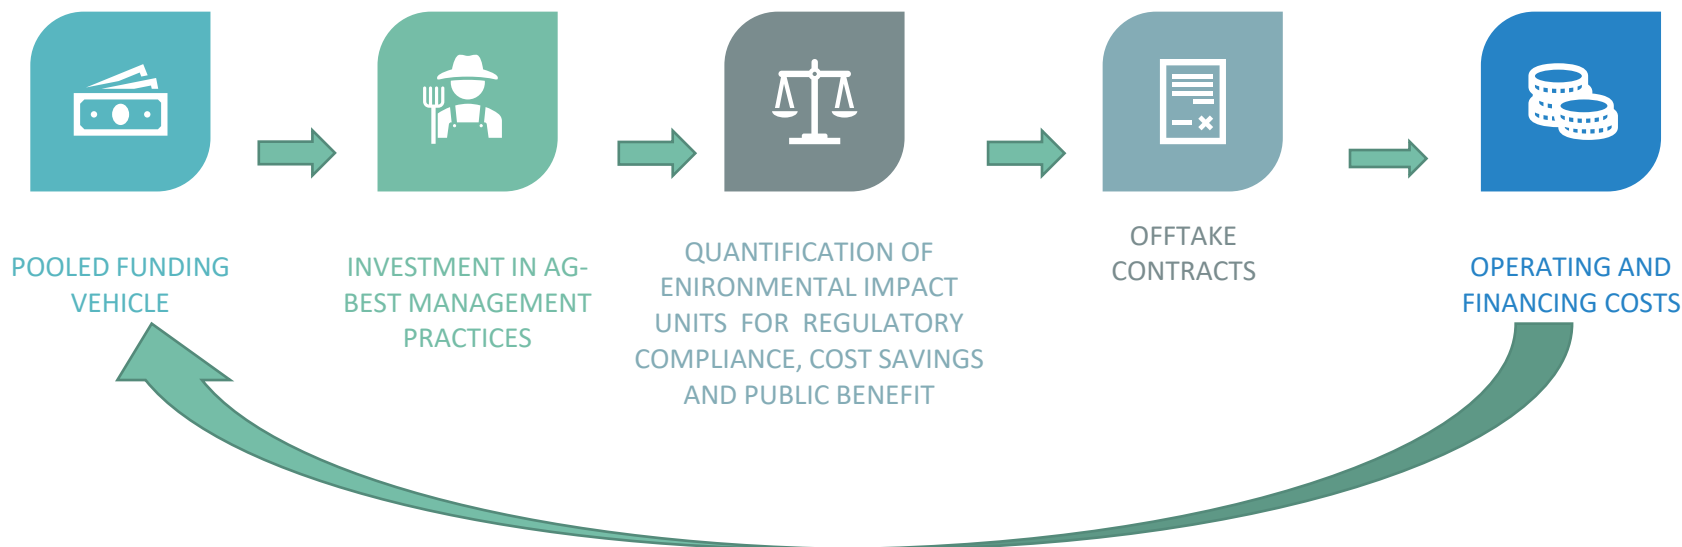 POOLED FUNDING
VEHICLE
INVESTMENT IN AG-
BEST MANAGEMENT
PRACTICES
QUANTIFICATION OF
ENIRONMENTAL IMPACT
UNITS FOR REGULATORY
COMPLIANCE, COST SAVINGS
AND PUBLIC BENEFIT
OFFTAKE
CONTRACTS
OPERATING AND
FINANCING COSTS